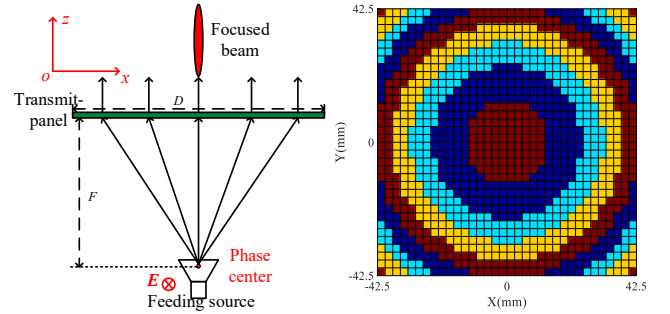 z
o
x
Focused
beam
Transmit-
panel
D
F
Phase
center
E
Feeding source
42.5
Y(mm)
0
-42.5
-42.5
0
42.5
X(mm)